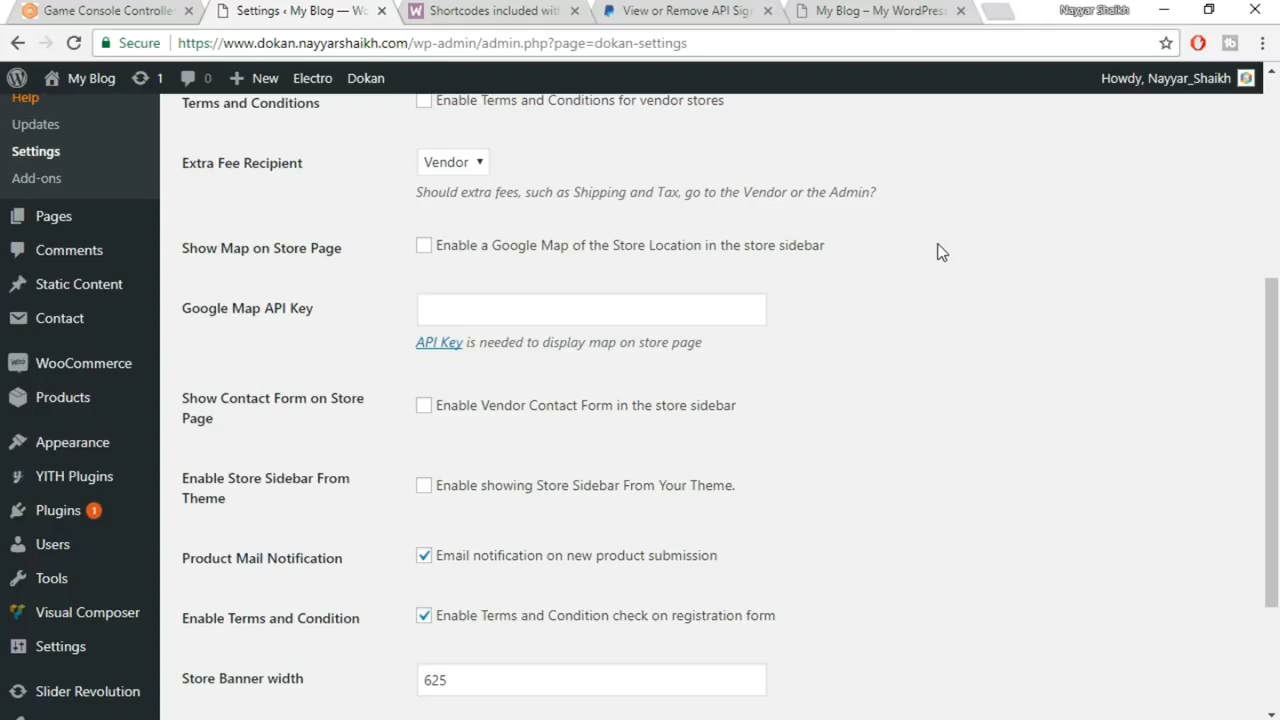 Game Console Controlle
Settings ‹ My Blog — Wo
Shortcodes included wit
View or Remove API Sig
My Blog – My WordPres
Nayyar Shaikh
Secure
https://www.dokan.nayyarshaikh.com/wp-admin/admin.php?page=dokan-settings
My Blog
1
0
New
Electro
Dokan
Howdy, Nayyar_Shaikh
Help
Updates
Settings
Add-ons
Pages
Comments
Static Content
Contact
WooCommerce
Products
Appearance
YITH Plugins
Plugins 1
Users
Tools
Visual Composer
Settings
Slider Revolution
Terms and Conditions
Enable Terms and Conditions for vendor stores
Extra Fee Recipient
Vendor
Should extra fees, such as Shipping and Tax, go to the Vendor or the Admin?
Show Map on Store Page
Enable a Google Map of the Store Location in the store sidebar
Google Map API Key
API Key is needed to display map on store page
Show Contact Form on Store
Page
Enable Vendor Contact Form in the store sidebar
Enable Store Sidebar From
Theme
Enable showing Store Sidebar From Your Theme.
Product Mail Notification
Email notification on new product submission
Enable Terms and Condition
Enable Terms and Condition check on registration form
Store Banner width
625